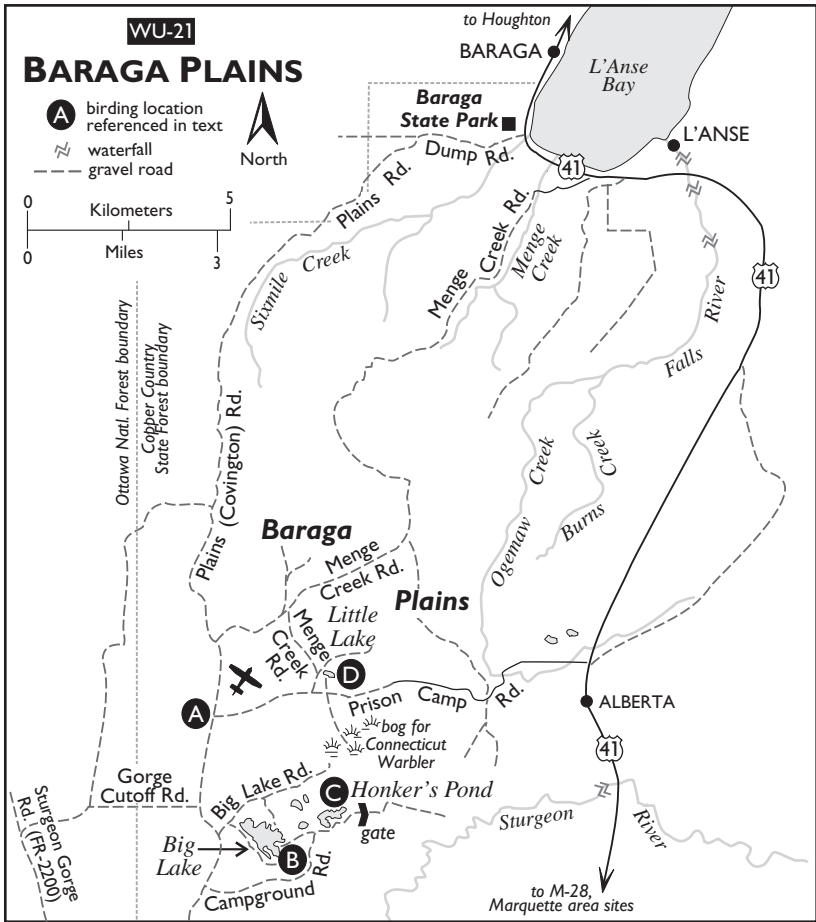 WU-21
BARAGA PLAINS
A birding location
referenced in text
waterfall
gravel road
North
0 5
Kilometers
0 3
Miles
to Houghton
BARAGA
L'Anse
Bay
Baraga
State Park
L'ANSE
41
Dump Rd.
Plains Rd.
Sixmile Creek
Menge Creek Rd.
Menge
Creek
41
Falls River
Ottawa Natl. Forest boundary
Copper Country
State Forest boundary
Plains (Covington) Rd.
Ogemaw Creek
Burns Creek
Baraga
Plains
Menge
Creek Rd.
Little
Lake
Menge
Creek
Rd.
D
A
Prison Camp Rd.
ALBERTA
41
bog for
Connecticut
Warbler
Gorge
Cutoff Rd.
Big Lake Rd.
C
Honker's Pond
gate
Sturgeon Gorge
Rd. (FR-2200)
Big
Lake
B
Campground Rd.
Sturgeon River
to M-28,
Marquette area sites